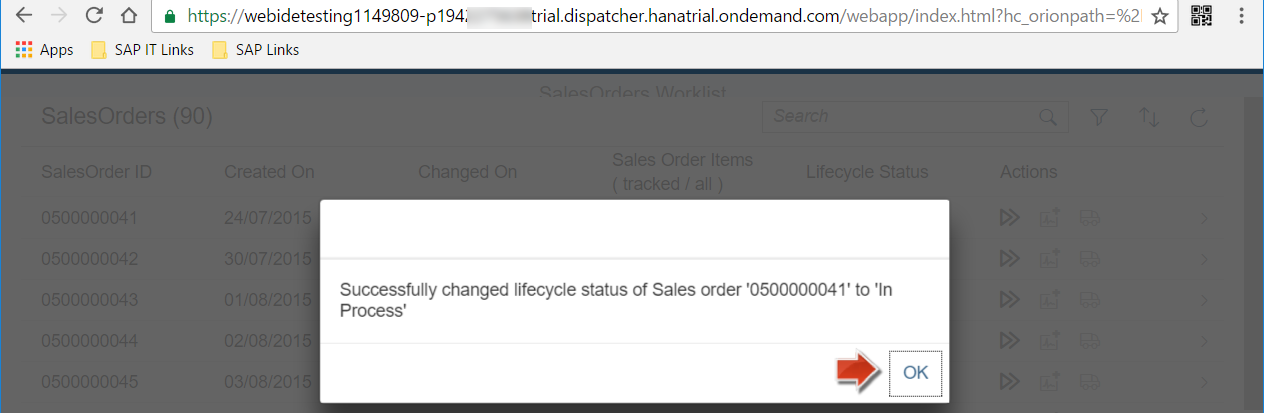 https://webidetesting1149809-p194 trial.dispatcher.hanatrial.ondemand.com/webapp/index.html?hc_orionpath=%2
Apps SAP IT Links SAP Links
SalesOrders Worklist
SalesOrders (90) Search
SalesOrder ID Created On Changed On Sales Order Items ( tracked / all ) Lifecycle Status Actions
0500000041 24/07/2015
0500000042 30/07/2015
0500000043 01/08/2015
0500000044 02/08/2015
0500000045 03/08/2015
Successfully changed lifecycle status of Sales order '0500000041' to 'In
Process'
OK